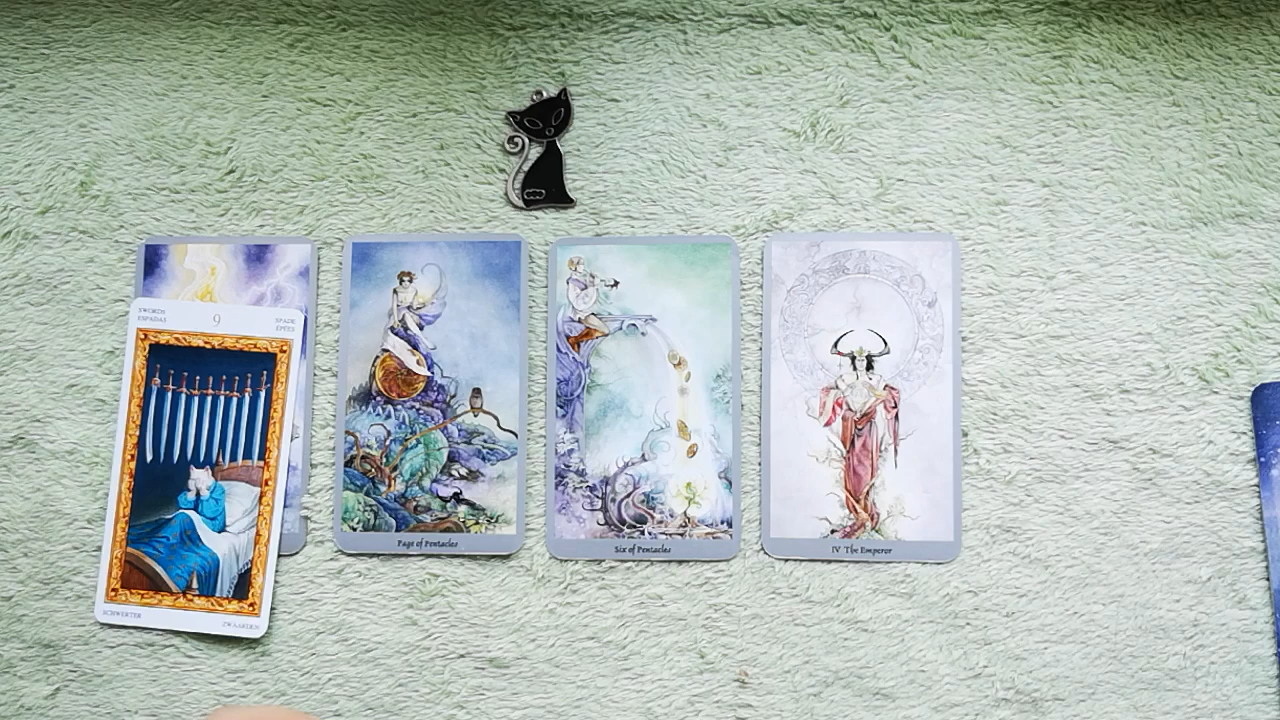 SWORDS 9 SPADE
ESPADAS ÉPÉES
SCHWERTER ZWAARDEN
Page of Pentacles
Six of Pentacles
IV The Emperor